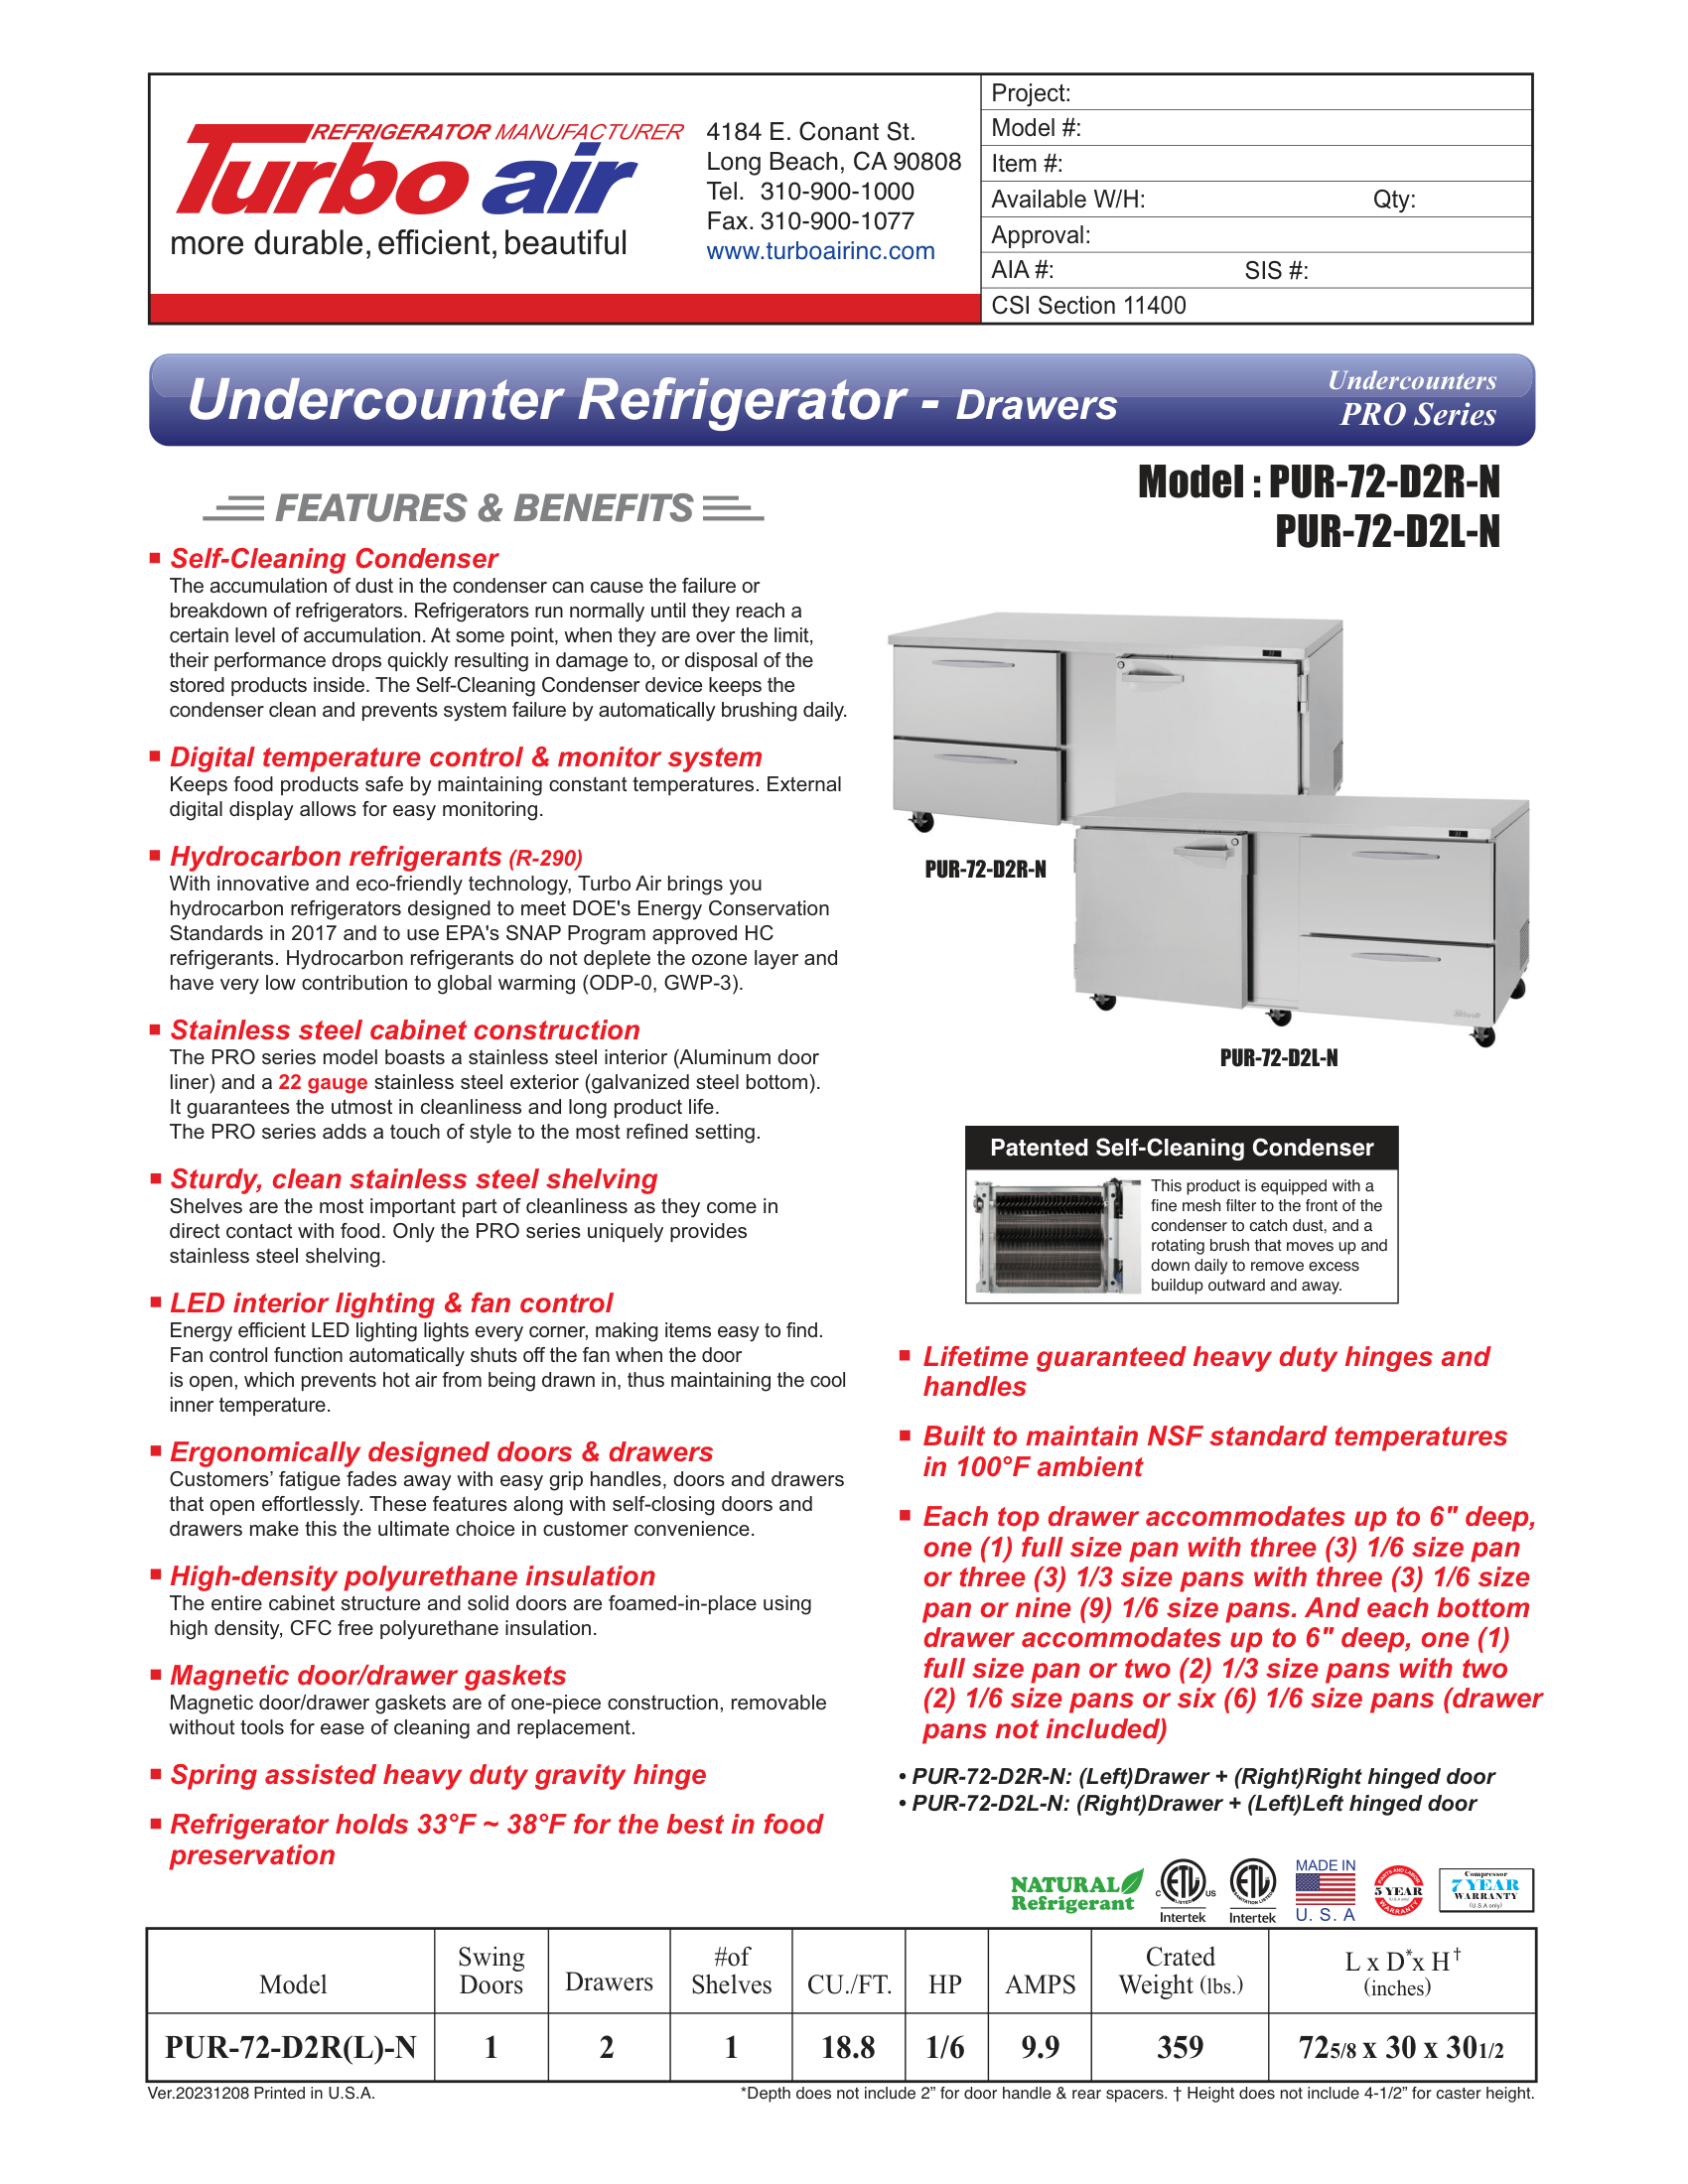 REFRIGERATOR MANUFACTURER
Turbo air
more durable, efficient, beautiful
4184 E. Conant St.
Long Beach, CA 90808
Tel. 310-900-1000
Fax. 310-900-1077
www.turboairinc.com
Project:
Model #:
Item #:
Available W/H: Qty:
Approval:
AIA #: SIS #:
CSI Section 11400
Undercounter Refrigerator - Drawers
Undercounters
PRO Series
FEATURES & BENEFITS
Self-Cleaning Condenser
The accumulation of dust in the condenser can cause the failure or
breakdown of refrigerators. Refrigerators run normally until they reach a
certain level of accumulation. At some point, when they are over the limit,
their performance drops quickly resulting in damage to, or disposal of the
stored products inside. The Self-Cleaning Condenser device keeps the
condenser clean and prevents system failure by automatically brushing daily.
Digital temperature control & monitor system
Keeps food products safe by maintaining constant temperatures. External
digital display allows for easy monitoring.
Hydrocarbon refrigerants (R-290)
With innovative and eco-friendly technology, Turbo Air brings you
hydrocarbon refrigerators designed to meet DOE's Energy Conservation
Standards in 2017 and to use EPA's SNAP Program approved HC
refrigerants. Hydrocarbon refrigerants do not deplete the ozone layer and
have very low contribution to global warming (ODP-0, GWP-3).
Stainless steel cabinet construction
The PRO series model boasts a stainless steel interior (Aluminum door
liner) and a 22 gauge stainless steel exterior (galvanized steel bottom).
It guarantees the utmost in cleanliness and long product life.
The PRO series adds a touch of style to the most refined setting.
Sturdy, clean stainless steel shelving
Shelves are the most important part of cleanliness as they come in
direct contact with food. Only the PRO series uniquely provides
stainless steel shelving.
LED interior lighting & fan control
Energy efficient LED lighting lights every corner, making items easy to find.
Fan control function automatically shuts off the fan when the door
is open, which prevents hot air from being drawn in, thus maintaining the cool
inner temperature.
Ergonomically designed doors & drawers
Customers' fatigue fades away with easy grip handles, doors and drawers
that open effortlessly. These features along with self-closing doors and
drawers make this the ultimate choice in customer convenience.
High-density polyurethane insulation
The entire cabinet structure and solid doors are foamed-in-place using
high density, CFC free polyurethane insulation.
Magnetic door/drawer gaskets
Magnetic door/drawer gaskets are of one-piece construction, removable
without tools for ease of cleaning and replacement.
Spring assisted heavy duty gravity hinge
Refrigerator holds 33°F ~ 38°F for the best in food
preservation
Model : PUR-72-D2R-N
PUR-72-D2L-N
PUR-72-D2R-N
PUR-72-D2L-N
Patented Self-Cleaning Condenser
This product is equipped with a
fine mesh filter to the front of the
condenser to catch dust, and a
rotating brush that moves up and
down daily to remove excess
buildup outward and away.
Lifetime guaranteed heavy duty hinges and
handles
Built to maintain NSF standard temperatures
in 100°F ambient
Each top drawer accommodates up to 6" deep,
one (1) full size pan with three (3) 1/6 size pan
or three (3) 1/3 size pans with three (3) 1/6 size
pan or nine (9) 1/6 size pans. And each bottom
drawer accommodates up to 6" deep, one (1)
full size pan or two (2) 1/3 size pans with two
(2) 1/6 size pans or six (6) 1/6 size pans (drawer
pans not included)
• PUR-72-D2R-N: (Left)Drawer + (Right)Right hinged door
• PUR-72-D2L-N: (Right)Drawer + (Left)Left hinged door
NATURAL
Refrigerant
C ETL US
LISTED
Intertek
ETL
SANITATION LISTED
Intertek
MADE IN
U. S. A
PARTS AND LABOR
5 YEAR
(U.S.A only)
WARRANTY
Compressor
7 YEAR
WARRANTY
(U.S.A only)
Model Swing Doors Drawers #of Shelves CU./FT. HP AMPS Crated Weight (lbs.) L x D* x H† (inches)
PUR-72-D2R(L)-N 1 2 1 18.8 1/6 9.9 359 72 5/8 x 30 x 30 1/2
Ver.20231208 Printed in U.S.A.
*Depth does not include 2” for door handle & rear spacers. † Height does not include 4-1/2” for caster height.